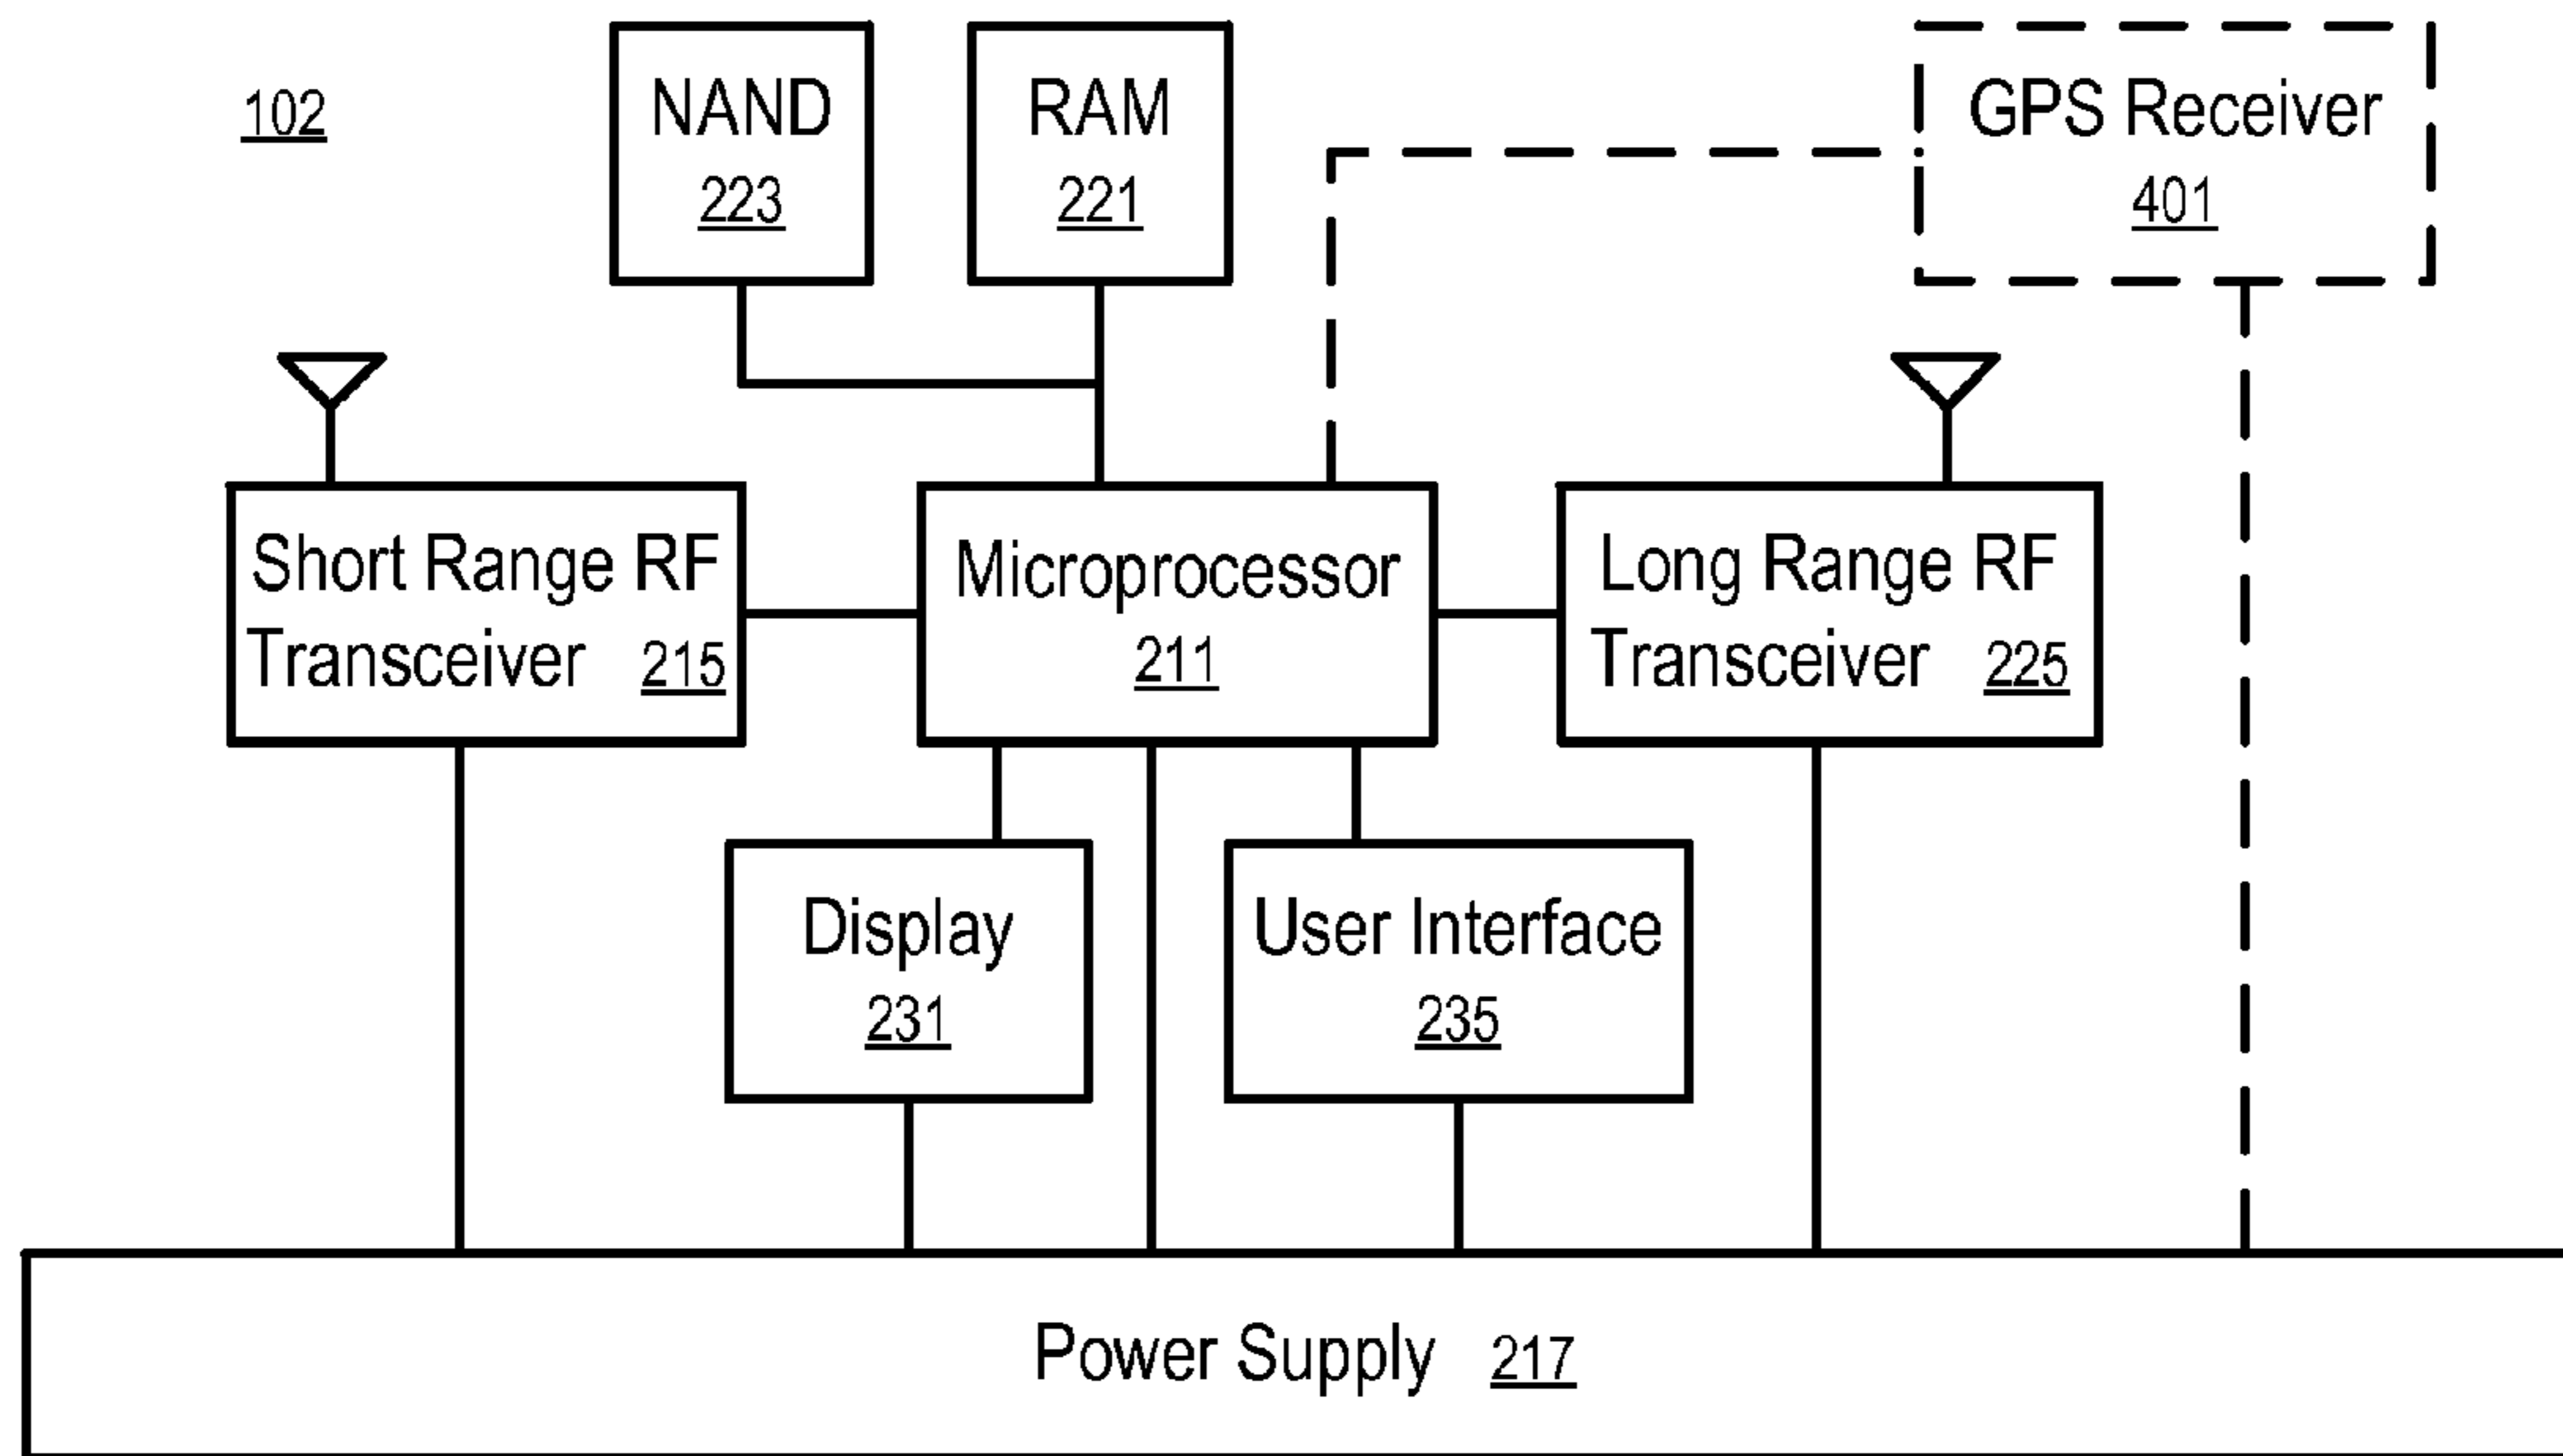 102
NAND
223
RAM
221
GPS Receiver
401
Short Range RF
Transceiver 215
Microprocessor
211
Long Range RF
Transceiver 225
Display
231
User Interface
235
Power Supply 217